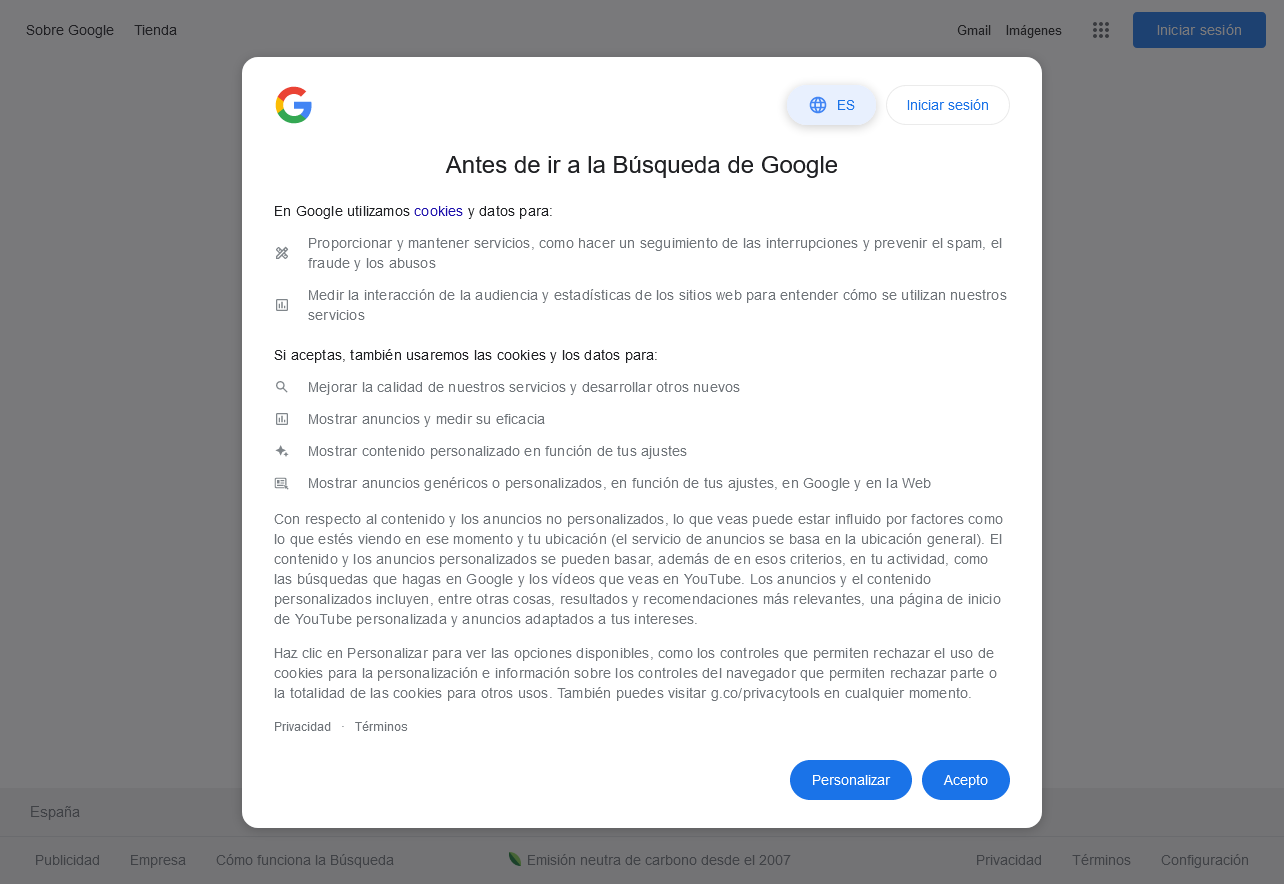 Sobre Google Tienda Gmail Imágenes Iniciar sesión
ES Iniciar sesión
Antes de ir a la Búsqueda de Google
En Google utilizamos cookies y datos para:
Proporcionar y mantener servicios, como hacer un seguimiento de las interrupciones y prevenir el spam, el
fraude y los abusos
Medir la interacción de la audiencia y estadísticas de los sitios web para entender cómo se utilizan nuestros
servicios
Si aceptas, también usaremos las cookies y los datos para:
Mejorar la calidad de nuestros servicios y desarrollar otros nuevos
Mostrar anuncios y medir su eficacia
Mostrar contenido personalizado en función de tus ajustes
Mostrar anuncios genéricos o personalizados, en función de tus ajustes, en Google y en la Web
Con respecto al contenido y los anuncios no personalizados, lo que veas puede estar influido por factores como
lo que estés viendo en ese momento y tu ubicación (el servicio de anuncios se basa en la ubicación general). El
contenido y los anuncios personalizados se pueden basar, además de en esos criterios, en tu actividad, como
las búsquedas que hagas en Google y los vídeos que veas en YouTube. Los anuncios y el contenido
personalizados incluyen, entre otras cosas, resultados y recomendaciones más relevantes, una página de inicio
de YouTube personalizada y anuncios adaptados a tus intereses.
Haz clic en Personalizar para ver las opciones disponibles, como los controles que permiten rechazar el uso de
cookies para la personalización e información sobre los controles del navegador que permiten rechazar parte o
la totalidad de las cookies para otros usos. También puedes visitar g.co/privacytools en cualquier momento.
Privacidad · Términos
Personalizar Acepto
España
Publicidad Empresa Cómo funciona la Búsqueda Emisión neutra de carbono desde el 2007 Privacidad Términos Configuración